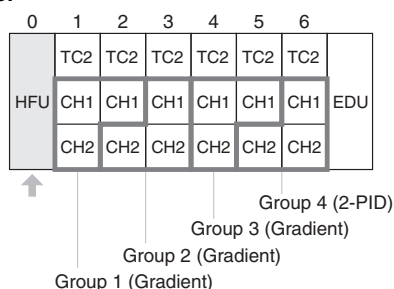 0 1 2 3 4 5 6
TC2 TC2 TC2 TC2 TC2 TC2
HFU CH1 CH1 CH1 CH1 CH1 CH1 EDU
CH2 CH2 CH2 CH2 CH2 CH2
Group 4 (2-PID)
Group 3 (Gradient)
Group 2 (Gradient)
Group 1 (Gradient)